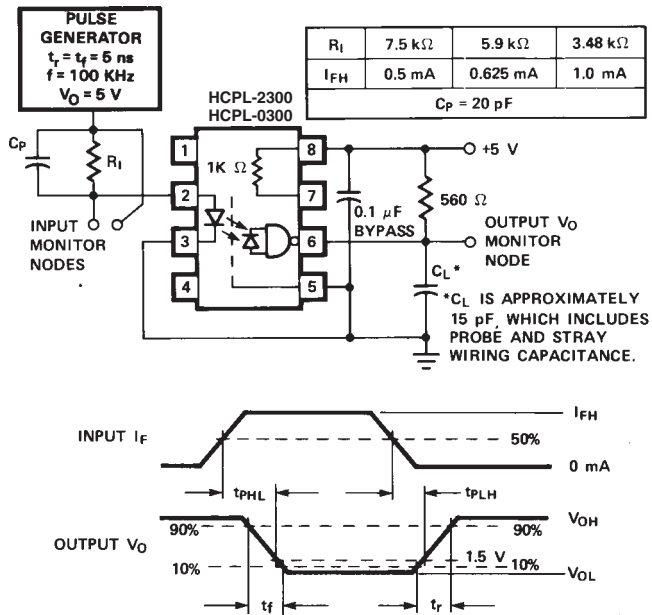 PULSE
GENERATOR
tr = tf = 5 ns
f = 100 KHz
VO = 5 V
RI 7.5 kΩ 5.9 kΩ 3.48 kΩ
IFH 0.5 mA 0.625 mA 1.0 mA
CP = 20 pF
HCPL-2300
HCPL-0300
CP
RI
1
2
3
4
1K Ω
8
7
6
5
+5 V
0.1 μF
BYPASS
560 Ω
INPUT
MONITOR
NODES
OUTPUT VO
MONITOR
NODE
CL*
*CL IS APPROXIMATELY
15 pF, WHICH INCLUDES
PROBE AND STRAY
WIRING CAPACITANCE.
INPUT IF
IFH
50%
0 mA
tPHL
tPLH
OUTPUT VO
90%
10%
90%
VOH
1.5 V
10%
VOL
tf
tr